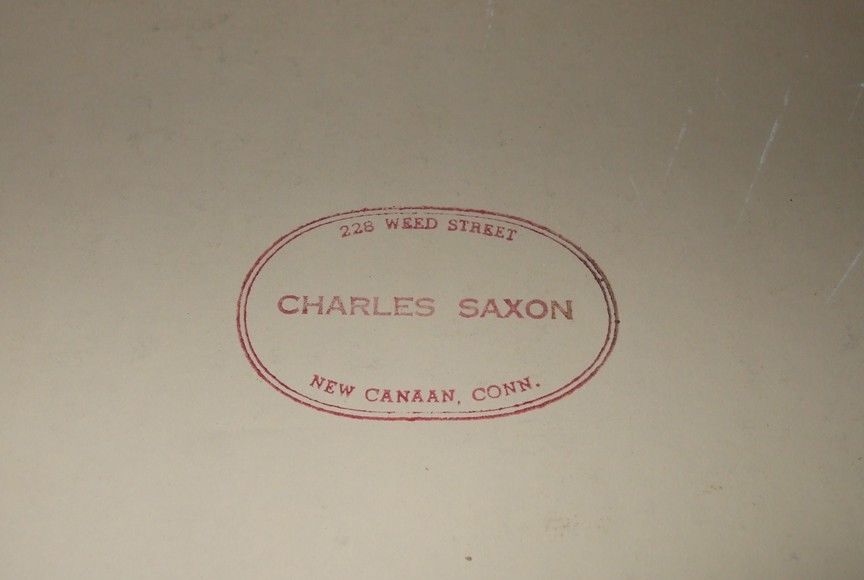 228 WEED STREET
CHARLES SAXON
NEW CANAAN, CONN.